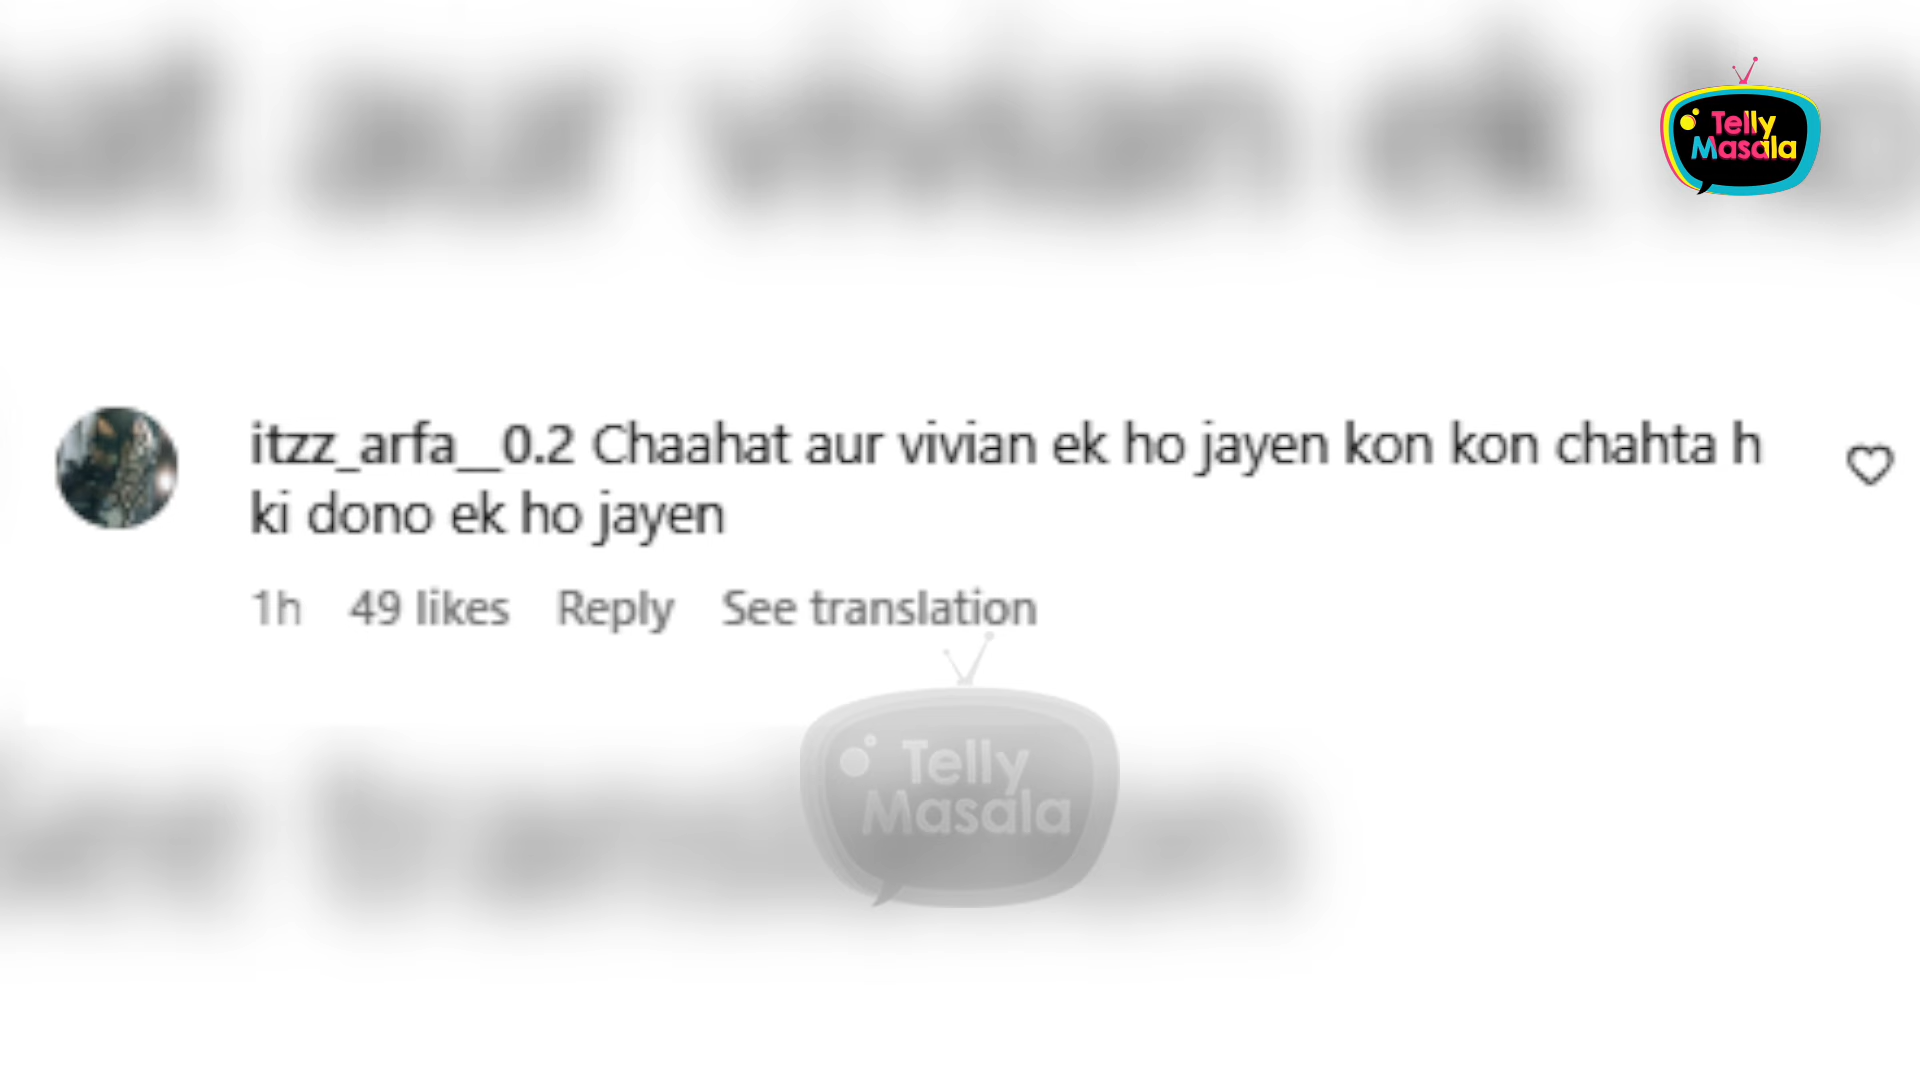 Telly
Masala
itzz_arfa__0.2 Chaahat aur vivian ek ho jayen kon kon chahta h
ki dono ek ho jayen
1h 49 likes Reply See translation
Telly
Masala